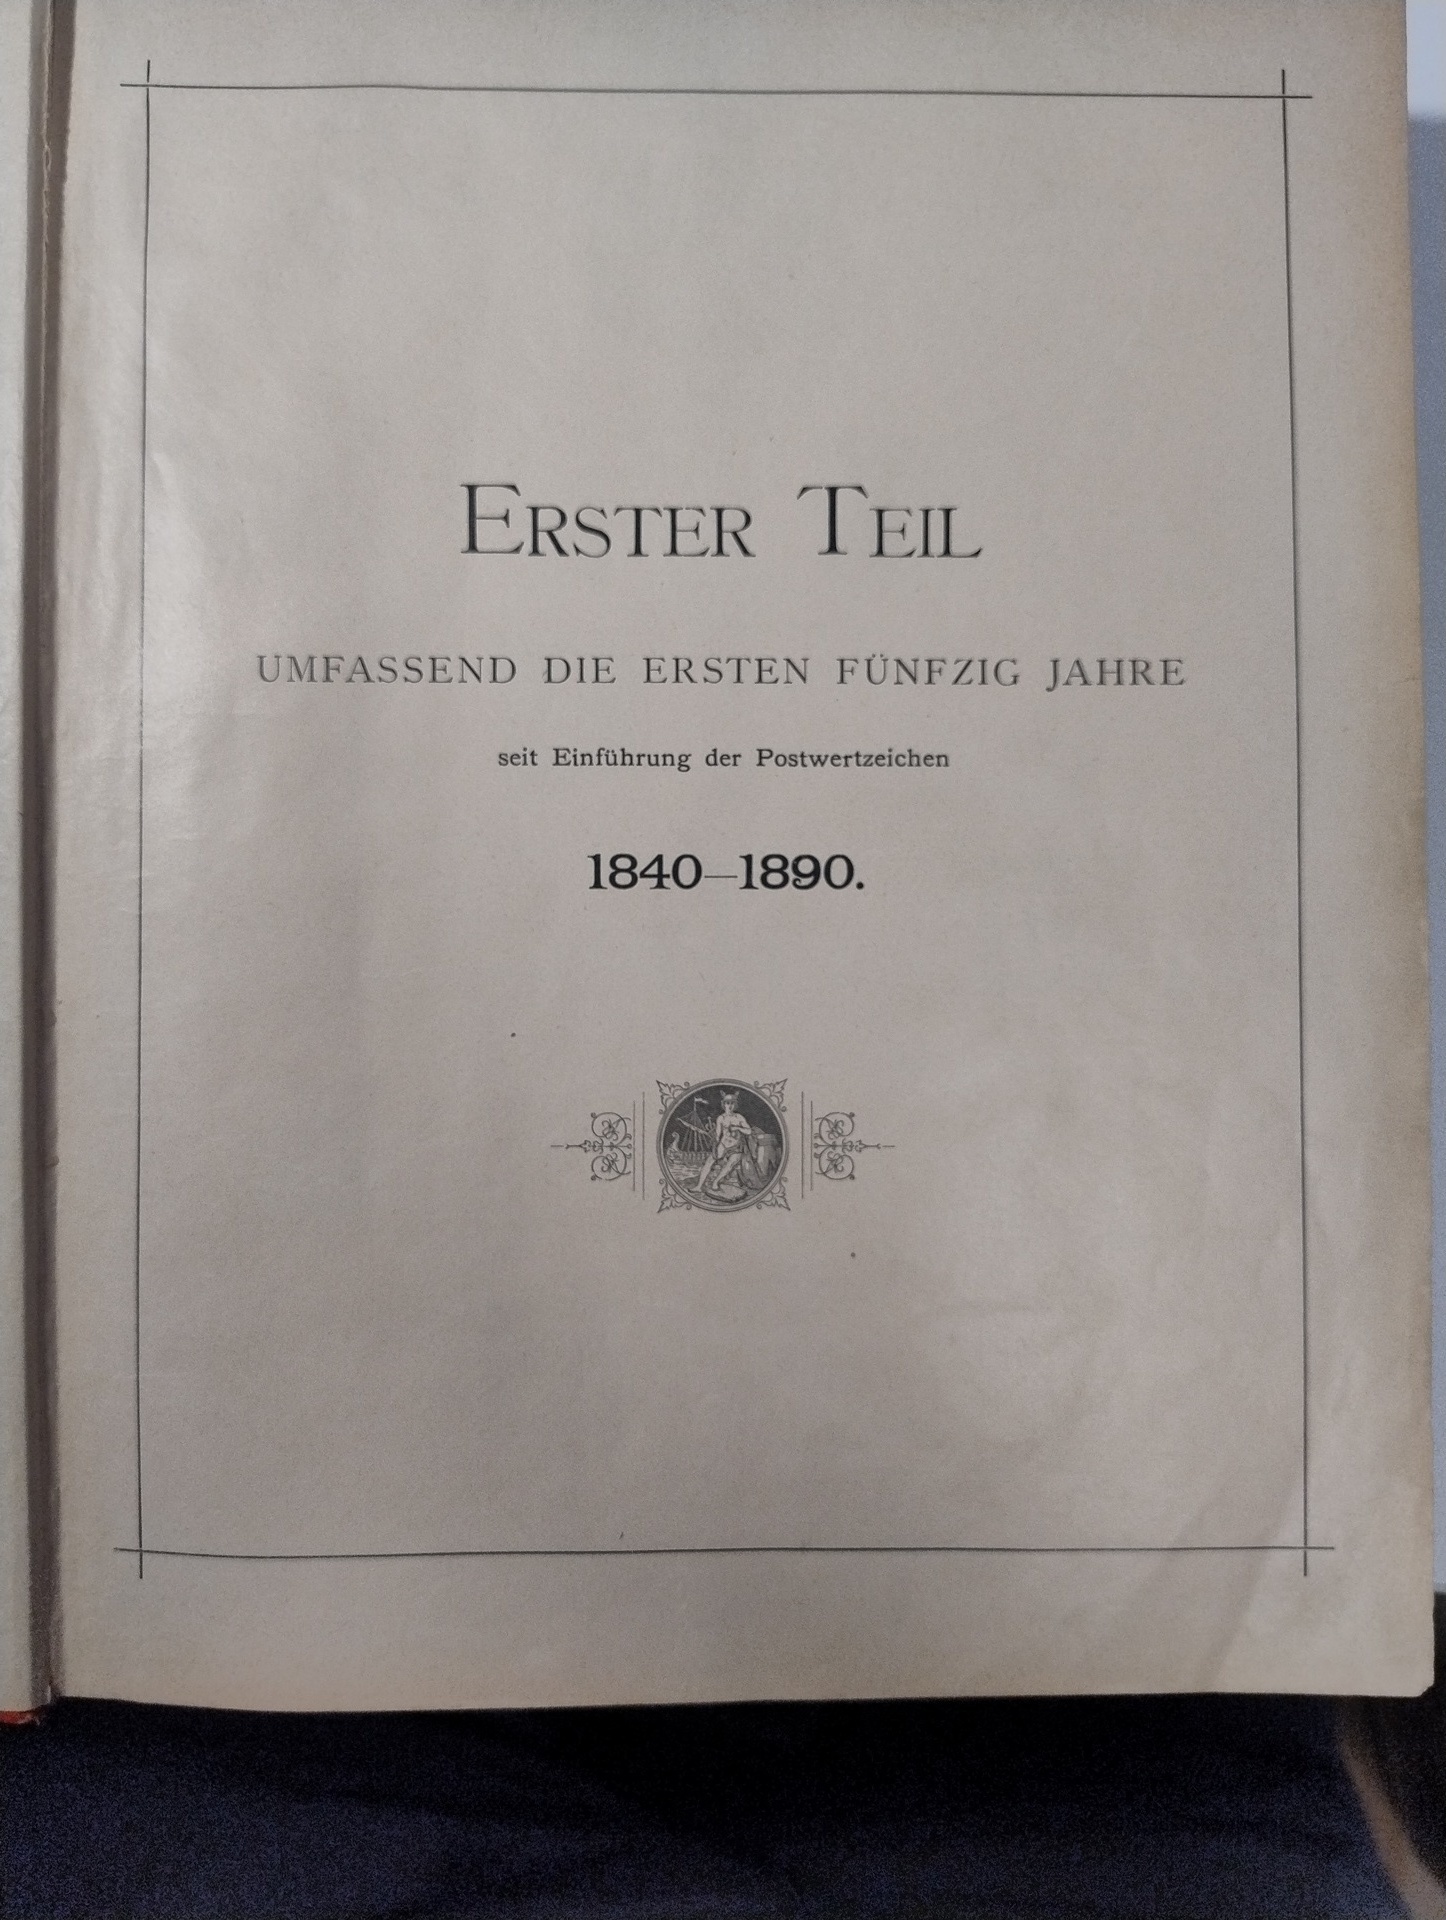 ERSTER TEIL
UMFASSEND DIE ERSTEN FÜNFZIG JAHRE
seit Einführung der Postwertzeichen
1840—1890.